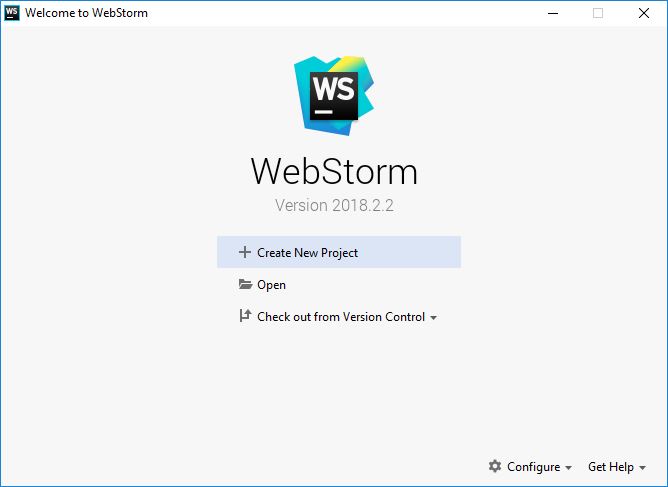 Welcome to WebStorm
WS
WebStorm
Version 2018.2.2
Create New Project
Open
Check out from Version Control
Configure Get Help